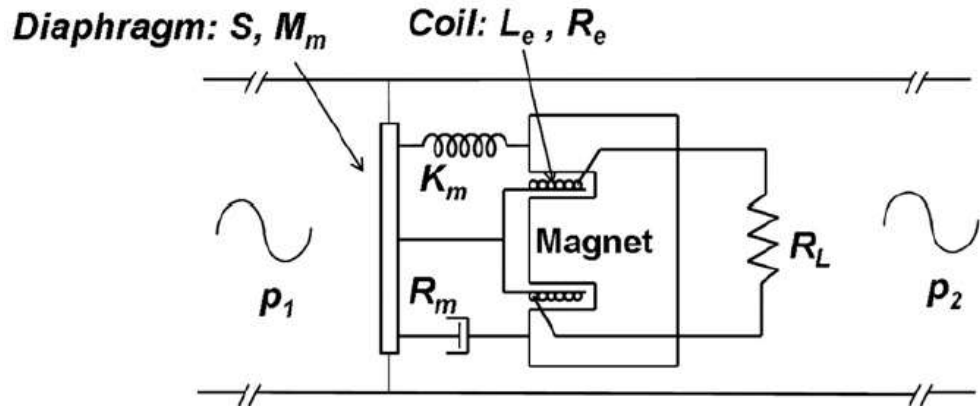 Diaphragm: S, Mm
Coil: Le , Re
Km
Magnet
RL
Rm
p1
p2